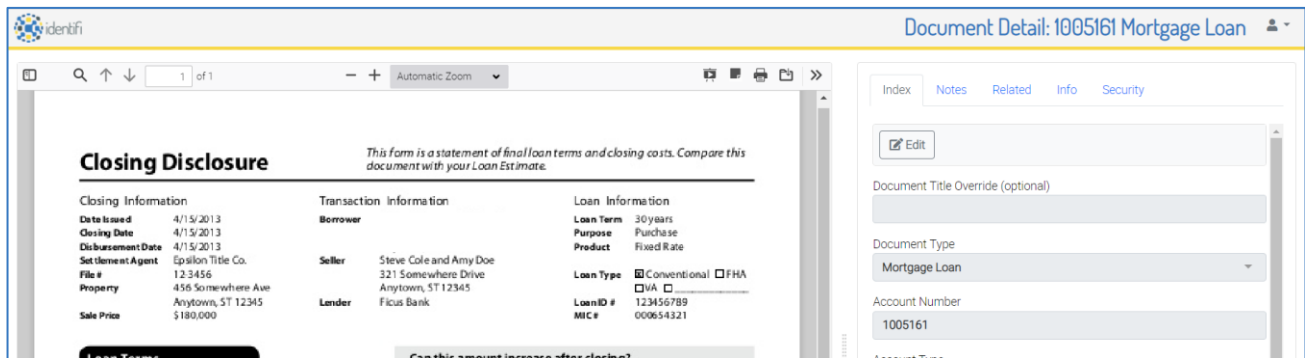 identifi
Document Detail: 1005161 Mortgage Loan
1 of 1
Automatic Zoom
Index Notes Related Info Security
Edit
Document Title Override (optional)
Document Type
Mortgage Loan
Account Number
1005161
Account Type
Closing Disclosure
This form is a statement of final loan terms and closing costs. Compare this
document with your Loan Estimate.
Closing Information
Date Issued 4/15/2013
Closing Date 4/15/2013
Disbursement Date 4/15/2013
Settlement Agent Epsilon Title Co.
File # 12-3456
Property 456 Somewhere Ave
Anytown, ST 12345
Sale Price $180,000
Transaction Information
Borrower
Seller Steve Cole and Amy Doe
321 Somewhere Drive
Anytown, ST 12345
Lender Ficus Bank
Loan Information
Loan Term 30 years
Purpose Purchase
Product Fixed Rate
Loan Type Conventional FHA
VA
Loan ID # 123456789
MIC # 000654321
Loan Terms
Can this amount increase after closing?